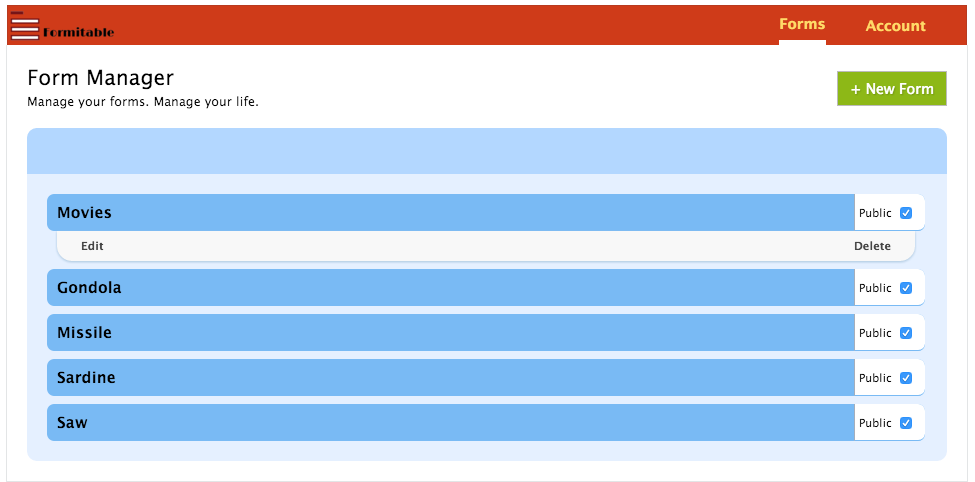 Formitable
Forms Account
Form Manager
Manage your forms. Manage your life.
+ New Form
Movies Public
Edit Delete
Gondola Public
Missile Public
Sardine Public
Saw Public